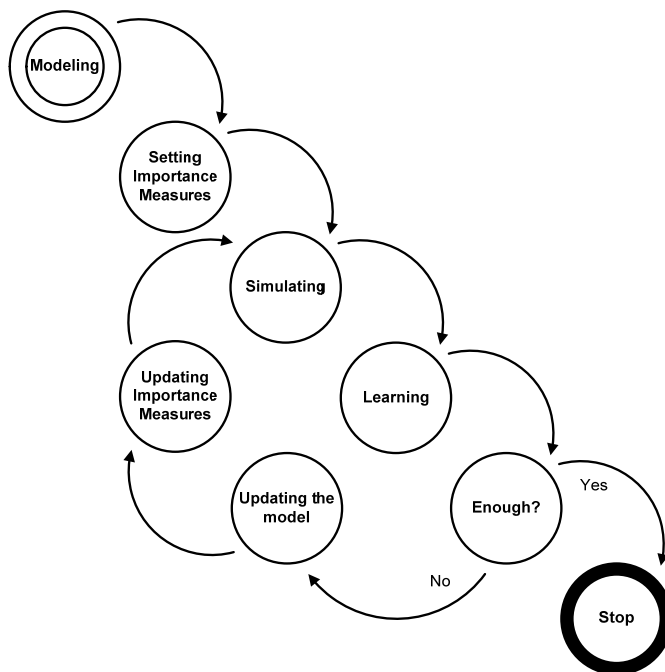 Modeling
Setting
Importance
Measures
Simulating
Updating
Importance
Measures
Learning
Updating the
model
Enough?
Yes
No
Stop